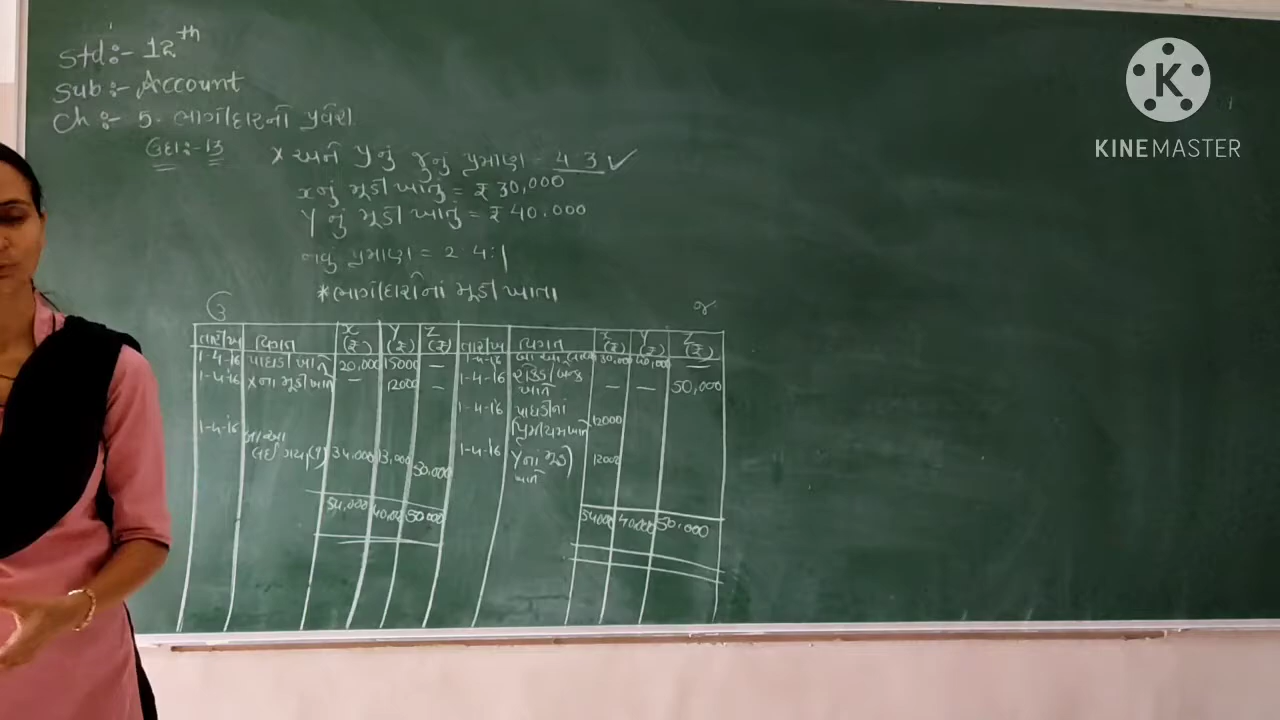 Std :- 12th
Sub :- Account
Ch :- 5. ભાગીદારનો પ્રવેશ
ઉદા :- 13
X અને Y નું જૂનું પ્રમાણ = 4 3 ✓
X નું મૂડી ખાતું = ₹ 30,000
Y નું મૂડી ખાતું = ₹ 40.000
નવું પ્રમાણ = 2 4:1
* ભાગીદારોનાં મૂડી ખાતા
ઉ જ
તારીખ વિગત X (₹) Y (₹) Z (₹) તારીખ વિગત X (₹) Y (₹) Z (₹)
1-4-16 પાઘડી ખાતે 20,000 15000 — 1-4-16 બા.આ.લાવ્યા 30,000 40,000 —
1-4-16 X ના મૂડી ખાતે — 12000 — 1-4-16 રોકડ/બેન્ક ખાતે — — 50,000
1-4-16 પાઘડીનાં પ્રિમીયમ ખાતે 12000
1-4-16 બા.આ લઈ ગયા 34,000 13,000 50,000 1-4-16 Y નાં મૂડી ખાતે 12000
54,000 40,000 50,000 54000 40,000 50,000
K
KINEMASTER